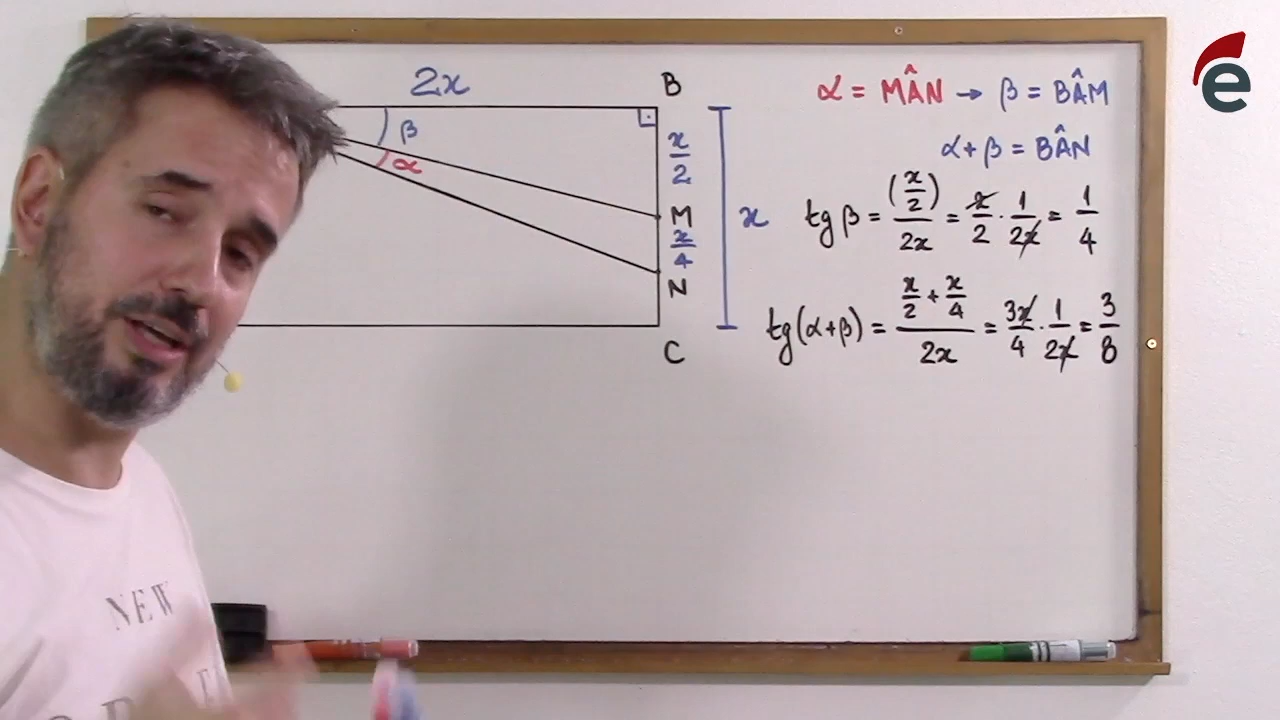 2x
B
β
α
x/2
M
x/4
N
C
x
α = MÂN → β = BÂM
α+β = BÂN
tg β = (x/2)/2x = x/2 · 1/2x = 1/4
tg(α+β) = (x/2 + x/4)/2x = 3x/4 · 1/2x = 3/8
e
NEW